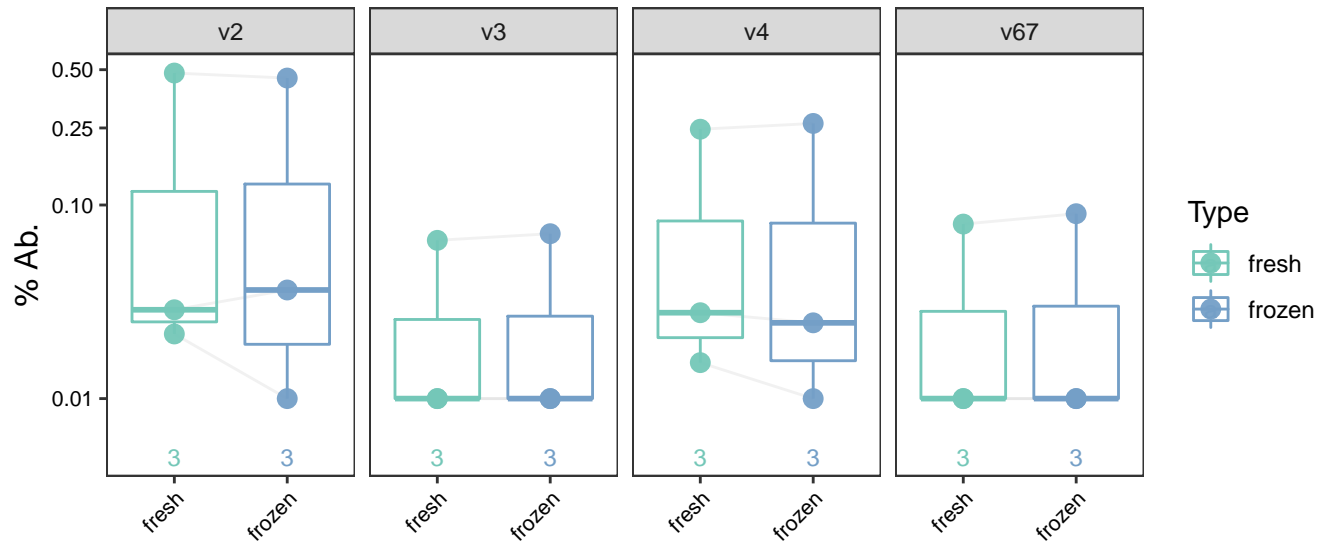 v2 v3 v4 v67
0.50
0.25
0.10
0.01
% Ab.
3 3 3 3 3 3 3 3
fresh frozen fresh frozen fresh frozen fresh frozen
Type
fresh
frozen